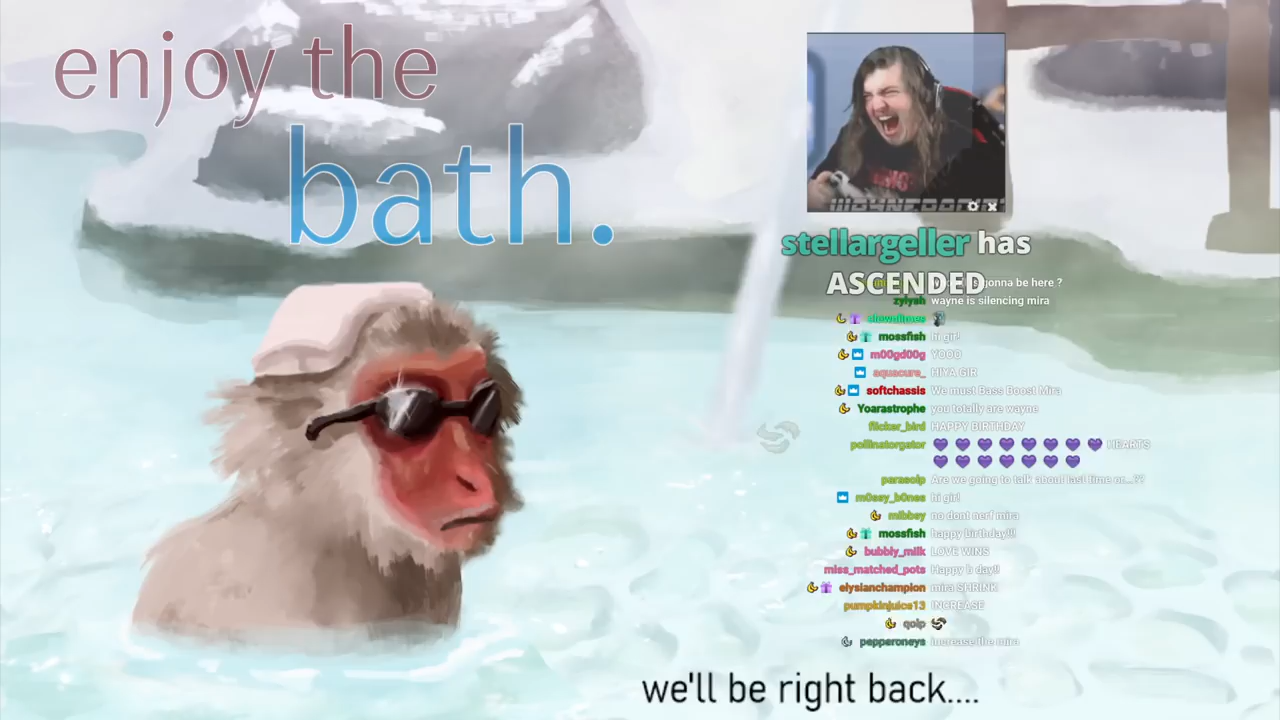 enjoy the
bath.
stellargeller has
ASCENDED
gonna be here ?
zylyah wayne is silencing mira
mossfish hi girl
m00gd00g YOOO
aquacure_ HIYA GIR
softchassis We must Bass Boost Mira
Yoarastrophe you totally are wayne
flicker_bird HAPPY BIRTHDAY
pollinatorgator HEARTS
parasolp Are we going to talk about last time or...??
m0ssy_b0nes hi girl
mibbey no dont nerf mira
mossfish happy birthday!!!
bubbly_milk LOVE WINS
miss_matched_pots Happy b day!!
elysianchampion mira SHRINK
pumpkinjuice13 INCREASE
qolp
pepperoneys increase the mira
we'll be right back....